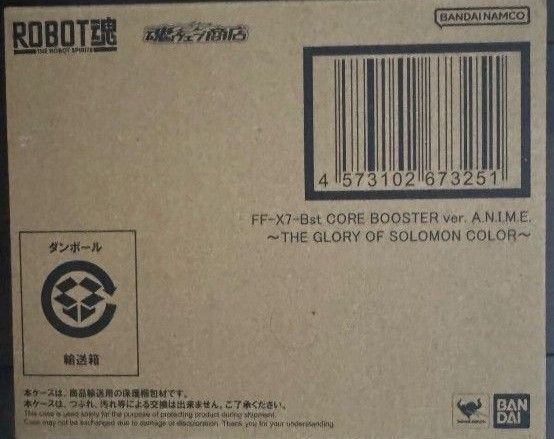 ROBOT魂
THE ROBOT SPIRITS
魂ウェブ商店
BANDAI NAMCO
4 573102 673251
FF-X7-Bst CORE BOOSTER ver. A.N.I.M.E.
～THE GLORY OF SOLOMON COLOR～
ダンボール
輸送箱
本ケースは、商品輸送用の保護梱包材です。
本ケースは、つぶれ、汚れ等による交換は出来ません。ご了承ください。
This case is used solely for the purpose of protecting product during shipment.
Case may not be exchanged due to damage or discoloration. Thank you for your understanding.
BAN
DAI